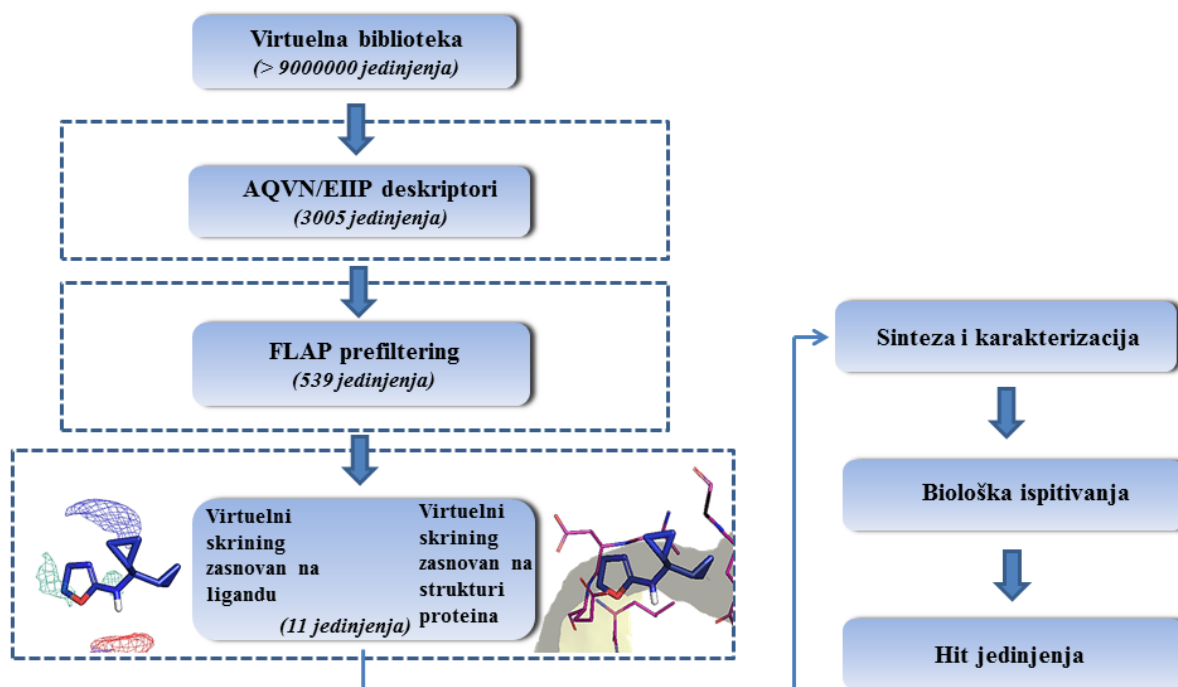 Virtuelna biblioteka
(> 9000000 jedinjenja)
AQVN/EIIP deskriptori
(3005 jedinjenja)
FLAP prefiltering
(539 jedinjenja)
Virtuelni
skrining
zasnovan na
ligandu
Virtuelni
skrining
zasnovan na
strukturi
proteina
(11 jedinjenja)
Sinteza i karakterizacija
Biološka ispitivanja
Hit jedinjenja